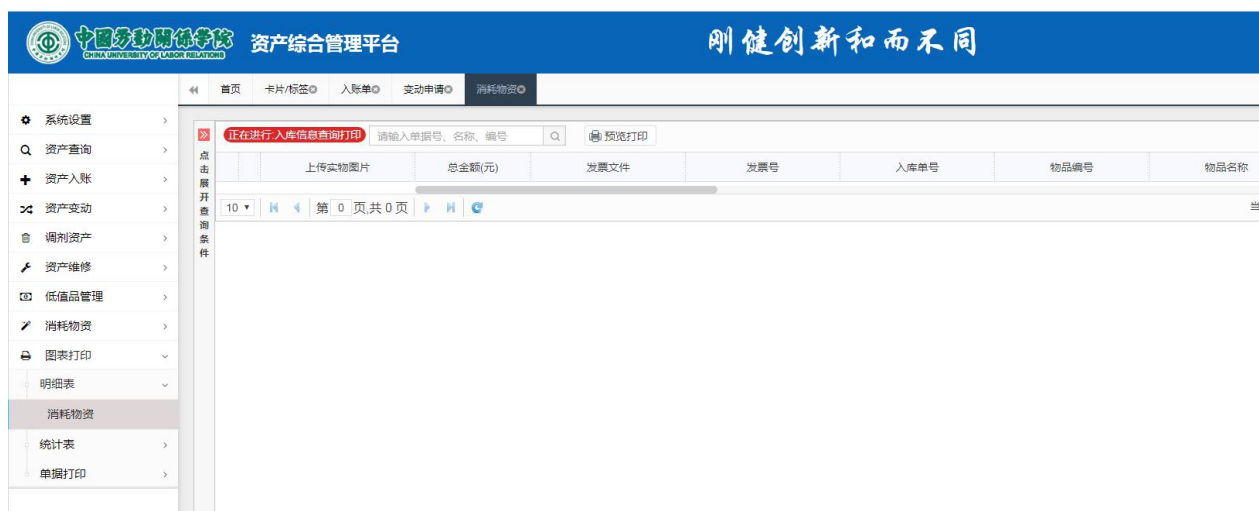 中國劳動關係学院 资产综合管理平台 刚健创新和而不同
CHINA UNIVERSITY OF LABOR RELATIONS
首页 卡片/标签 入账单 变动申请 消耗物资
系统设置
资产查询
资产入账
资产变动
调剂资产
资产维修
低值品管理
消耗物资
图表打印
明细表
消耗物资
统计表
单据打印
点击展开查询条件
正在进行:入库信息查询打印 请输入单据号、名称、编号 预览打印
上传实物图片 总金额(元) 发票文件 发票号 入库单号 物品编号 物品名称
10 第 0 页,共 0 页 当